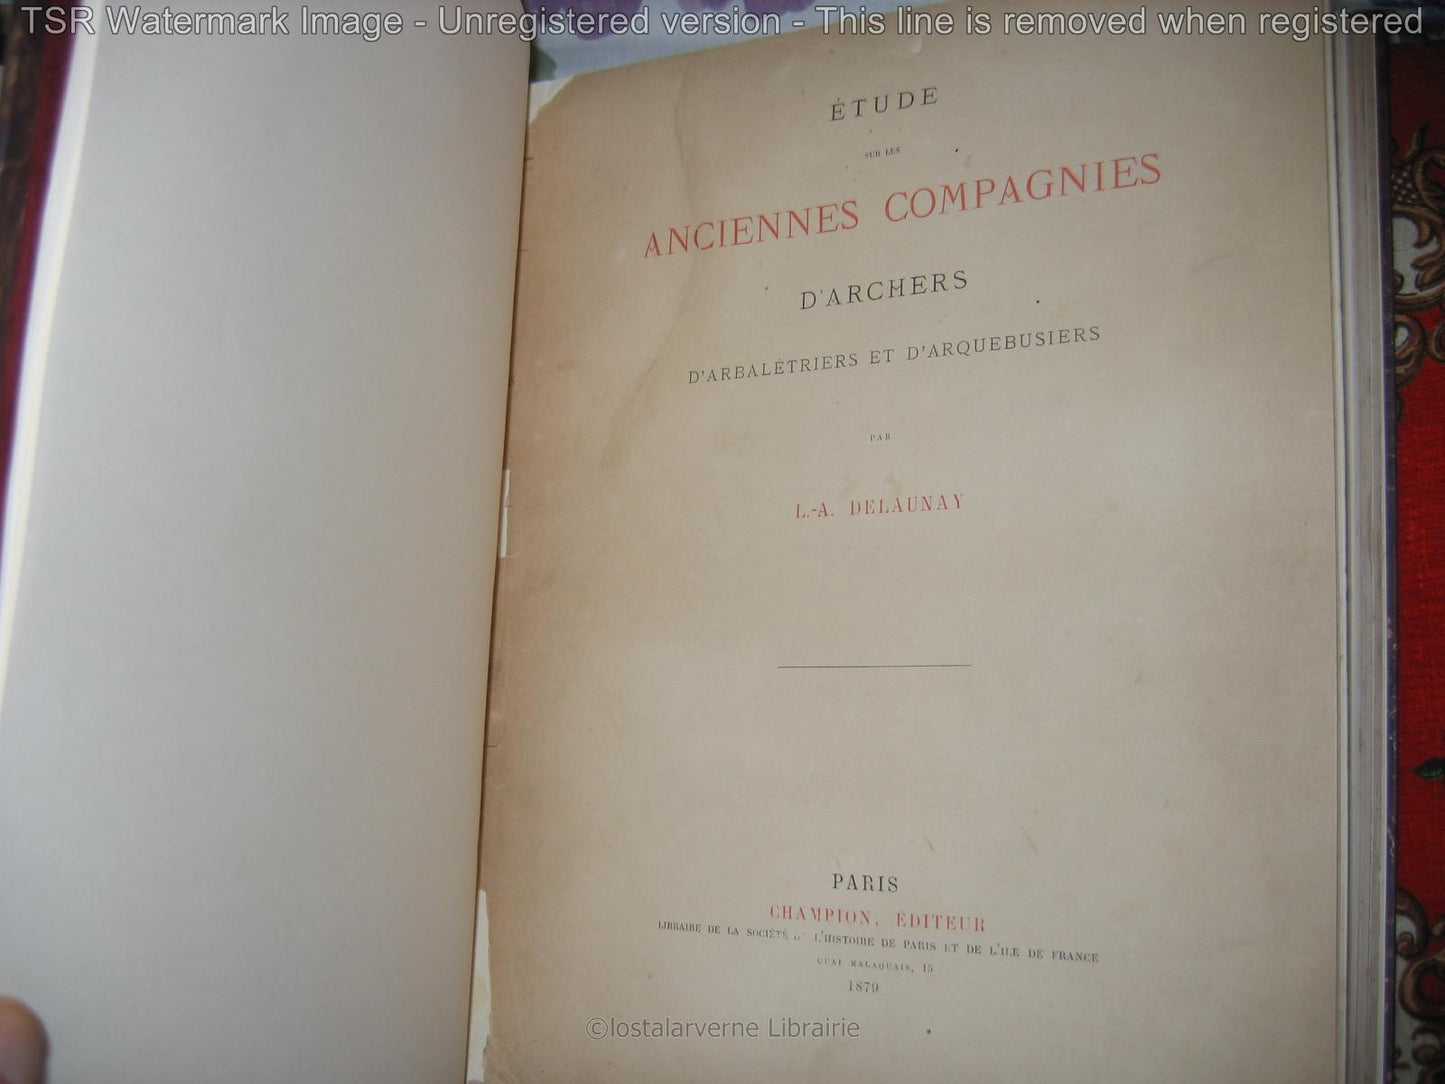 TSR Watermark Image - Unregistered version - This line is removed when registered
ÉTUDE
SUR LES
ANCIENNES COMPAGNIES
D'ARCHERS
D'ARBALÉTRIERS ET D'ARQUEBUSIERS
PAR
L.-A. DELAUNAY
PARIS
CHAMPION, ÉDITEUR
LIBRAIRE DE LA SOCIÉTÉ DE L'HISTOIRE DE PARIS ET DE L'ILE DE FRANCE
QUAI MALAQUAIS, 15
1879
©lostalarverne Librairie